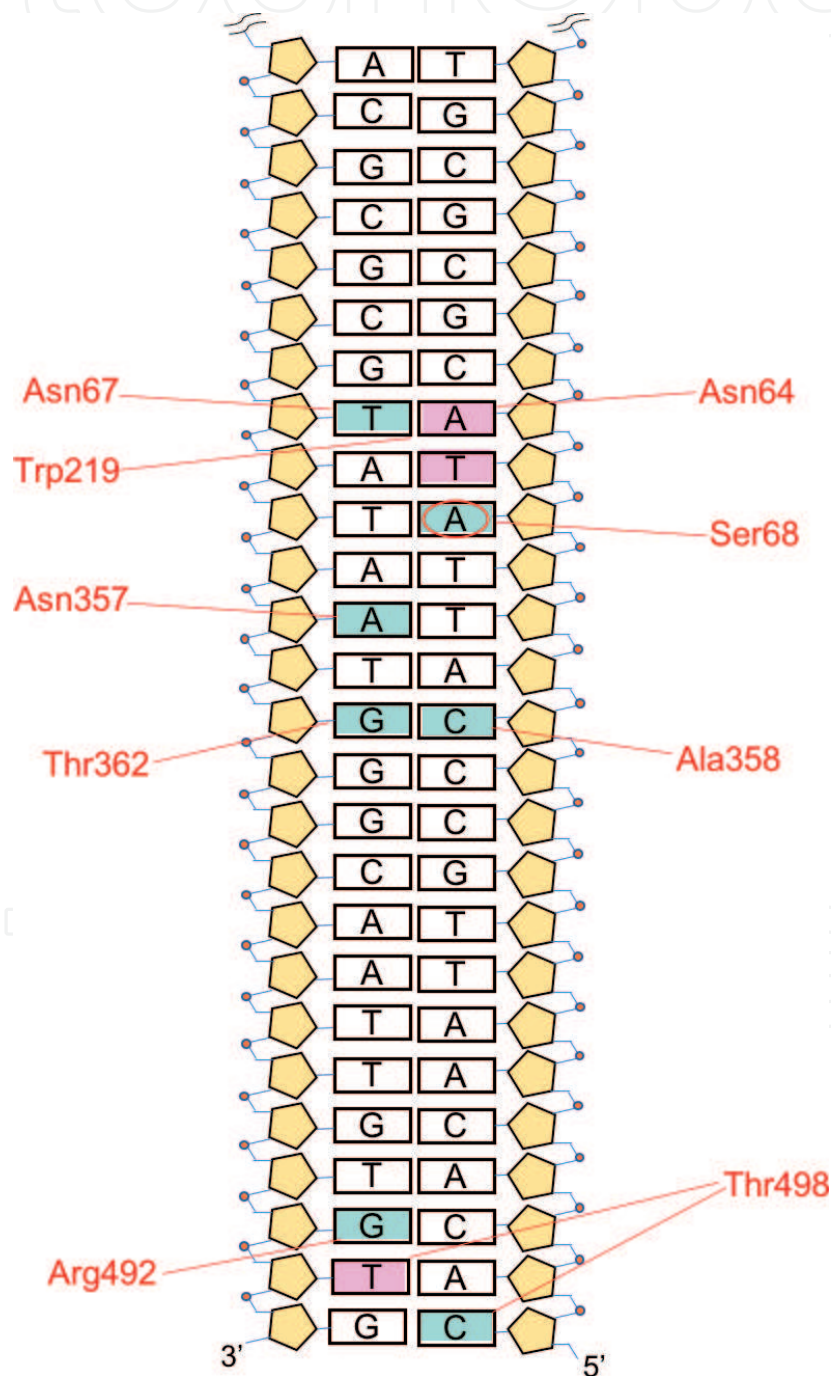 A T
C G
G C
C G
G C
C G
G C
Asn67 T A Asn64
Trp219 A T
T A Ser68
A T
Asn357 A T
T A
G C
Thr362 G C Ala358
G C
C G
A T
A T
T A
T A
G C
T A Thr498
G C
Arg492 T A
G C
3’ 5’